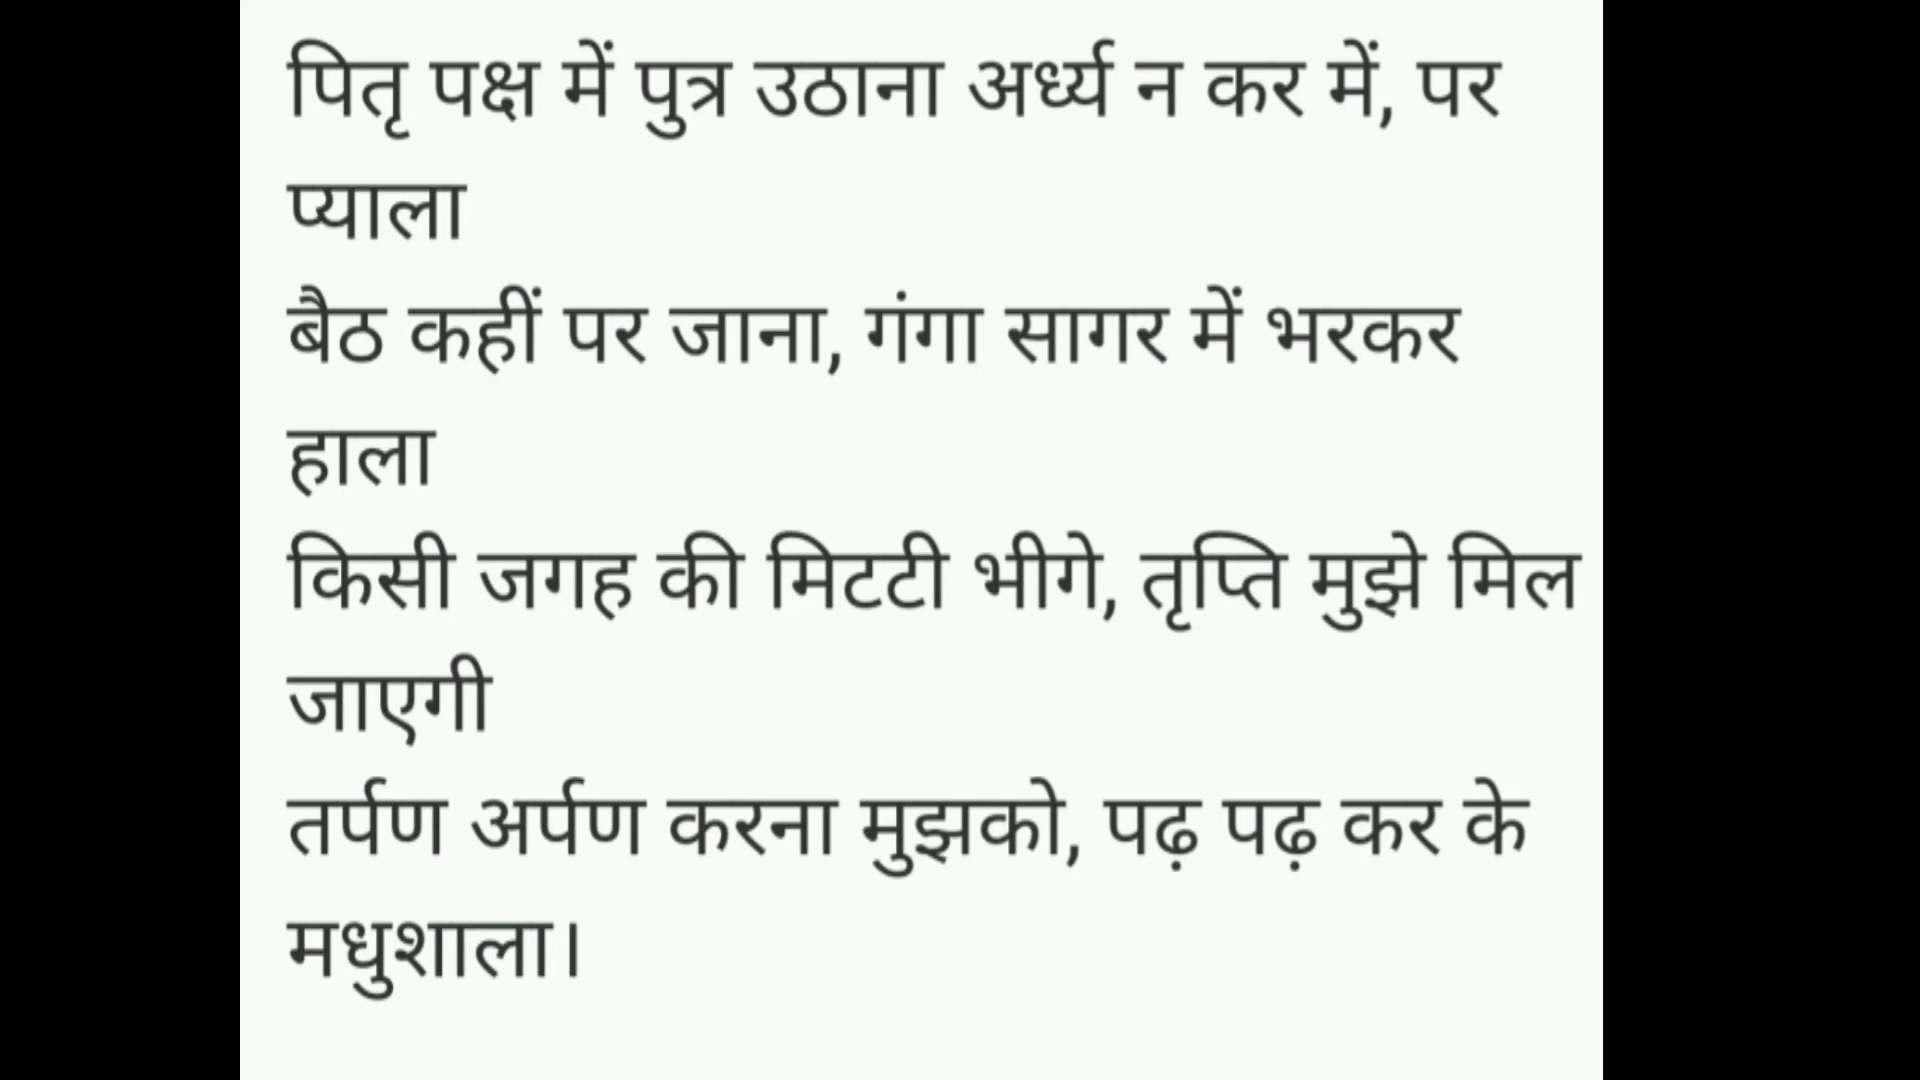 पितृ पक्ष में पुत्र उठाना अर्ध्य न कर में, पर
प्याला
बैठ कहीं पर जाना, गंगा सागर में भरकर
हाला
किसी जगह की मिटटी भीगे, तृप्ति मुझे मिल
जाएगी
तर्पण अर्पण करना मुझको, पढ़ पढ़ कर के
मधुशाला।